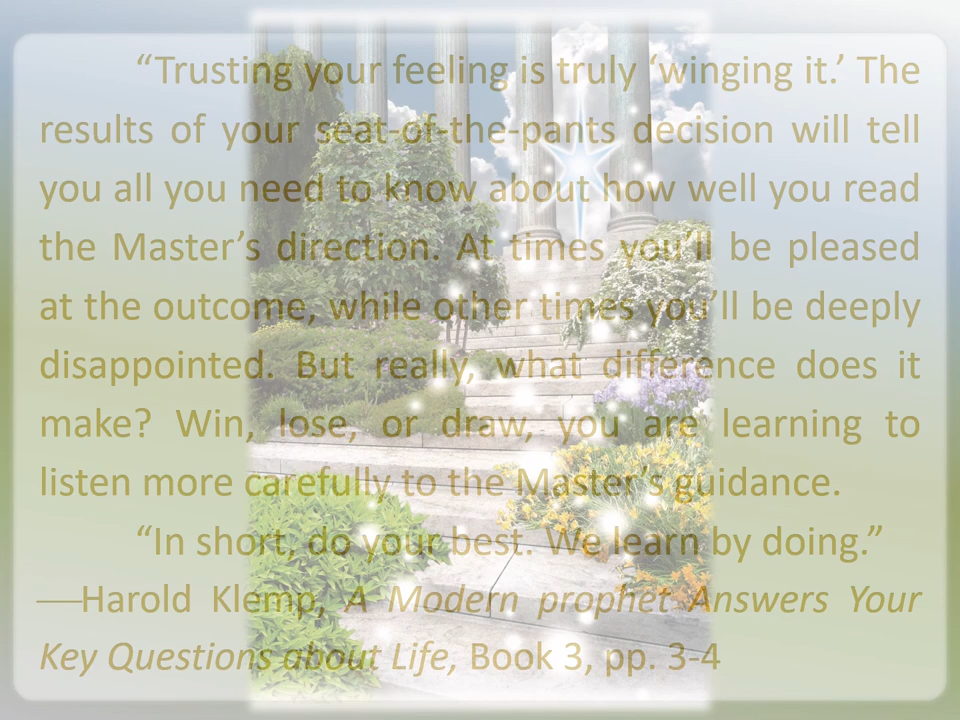 “Trusting your feeling is truly ‘winging it.’ The
results of your seat-of-the-pants decision will tell
you all you need to know about how well you read
the Master’s direction. At times you’ll be pleased
at the outcome, while other times you’ll be deeply
disappointed. But really, what difference does it
make? Win, lose, or draw, you are learning to
listen more carefully to the Master’s guidance.
“In short, do your best. We learn by doing.”
—Harold Klemp, A Modern prophet Answers Your
Key Questions about Life, Book 3, pp. 3-4